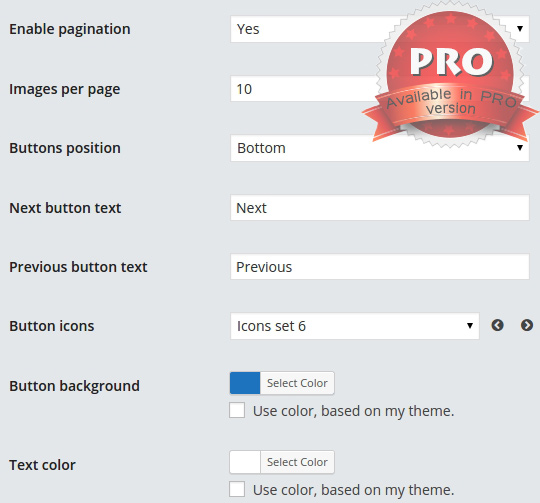 Enable pagination Yes
PRO
Available in PRO
version
Images per page 10
Buttons position Bottom
Next button text Next
Previous button text Previous
Button icons Icons set 6
Button background Select Color
Use color, based on my theme.
Text color Select Color
Use color, based on my theme.